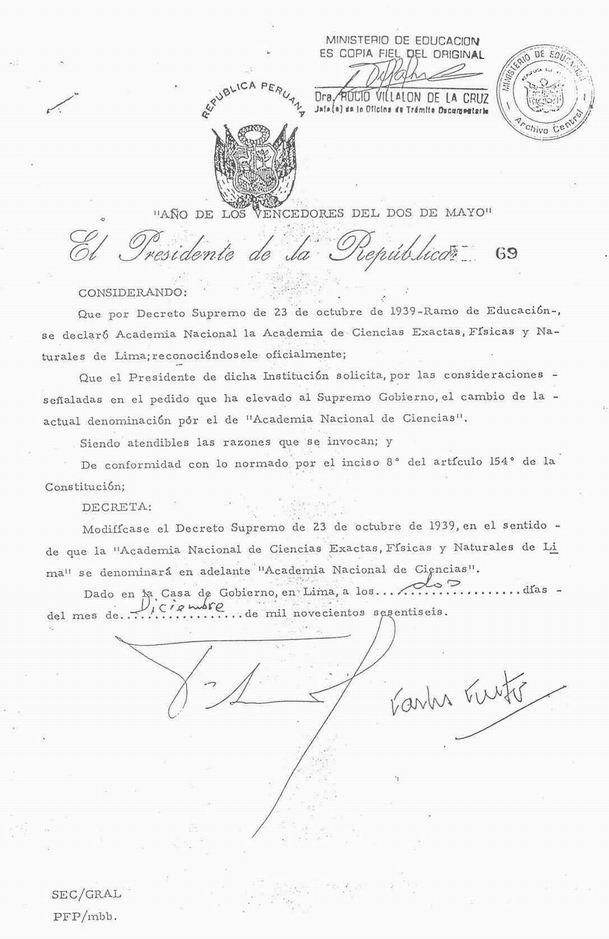 MINISTERIO DE EDUCACION
ES COPIA FIEL DEL ORIGINAL
Dra. ROCIO VILLALON DE LA CRUZ
Jefe(a) de la Oficina de Trámite Documentario
MINISTERIO DE EDUCACION
Archivo Central
REPUBLICA PERUANA
"AÑO DE LOS VENCEDORES DEL DOS DE MAYO"
El Presidente de la República 69
CONSIDERANDO:
Que por Decreto Supremo de 23 de octubre de 1939-Ramo de Educación-,
se declaró Academia Nacional la Academia de Ciencias Exactas, Físicas y Na-
turales de Lima;reconociéndosele oficialmente;
Que el Presidente de dicha Institución solicita, por las consideraciones -
señaladas en el pedido que ha elevado al Supremo Gobierno, el cambio de la -
actual denominación pór el de "Academia Nacional de Ciencias".
Siendo atendibles las razones que se invocan; y
De conformidad con lo normado por el inciso 8° del artículo 154° de la
Constitución;
DECRETA:
Modifícase el Decreto Supremo de 23 de octubre de 1939, en el sentido -
de que la "Academia Nacional de Ciencias Exactas, Físicas y Naturales de Li
ma" se denominará en adelante "Academia Nacional de Ciencias".
Dado en la Casa de Gobierno, en Lima, a los....dos............días -
del mes de..Diciembre...............de mil novecientos sesentiseis.
SEC/GRAL
PFP/mbb.